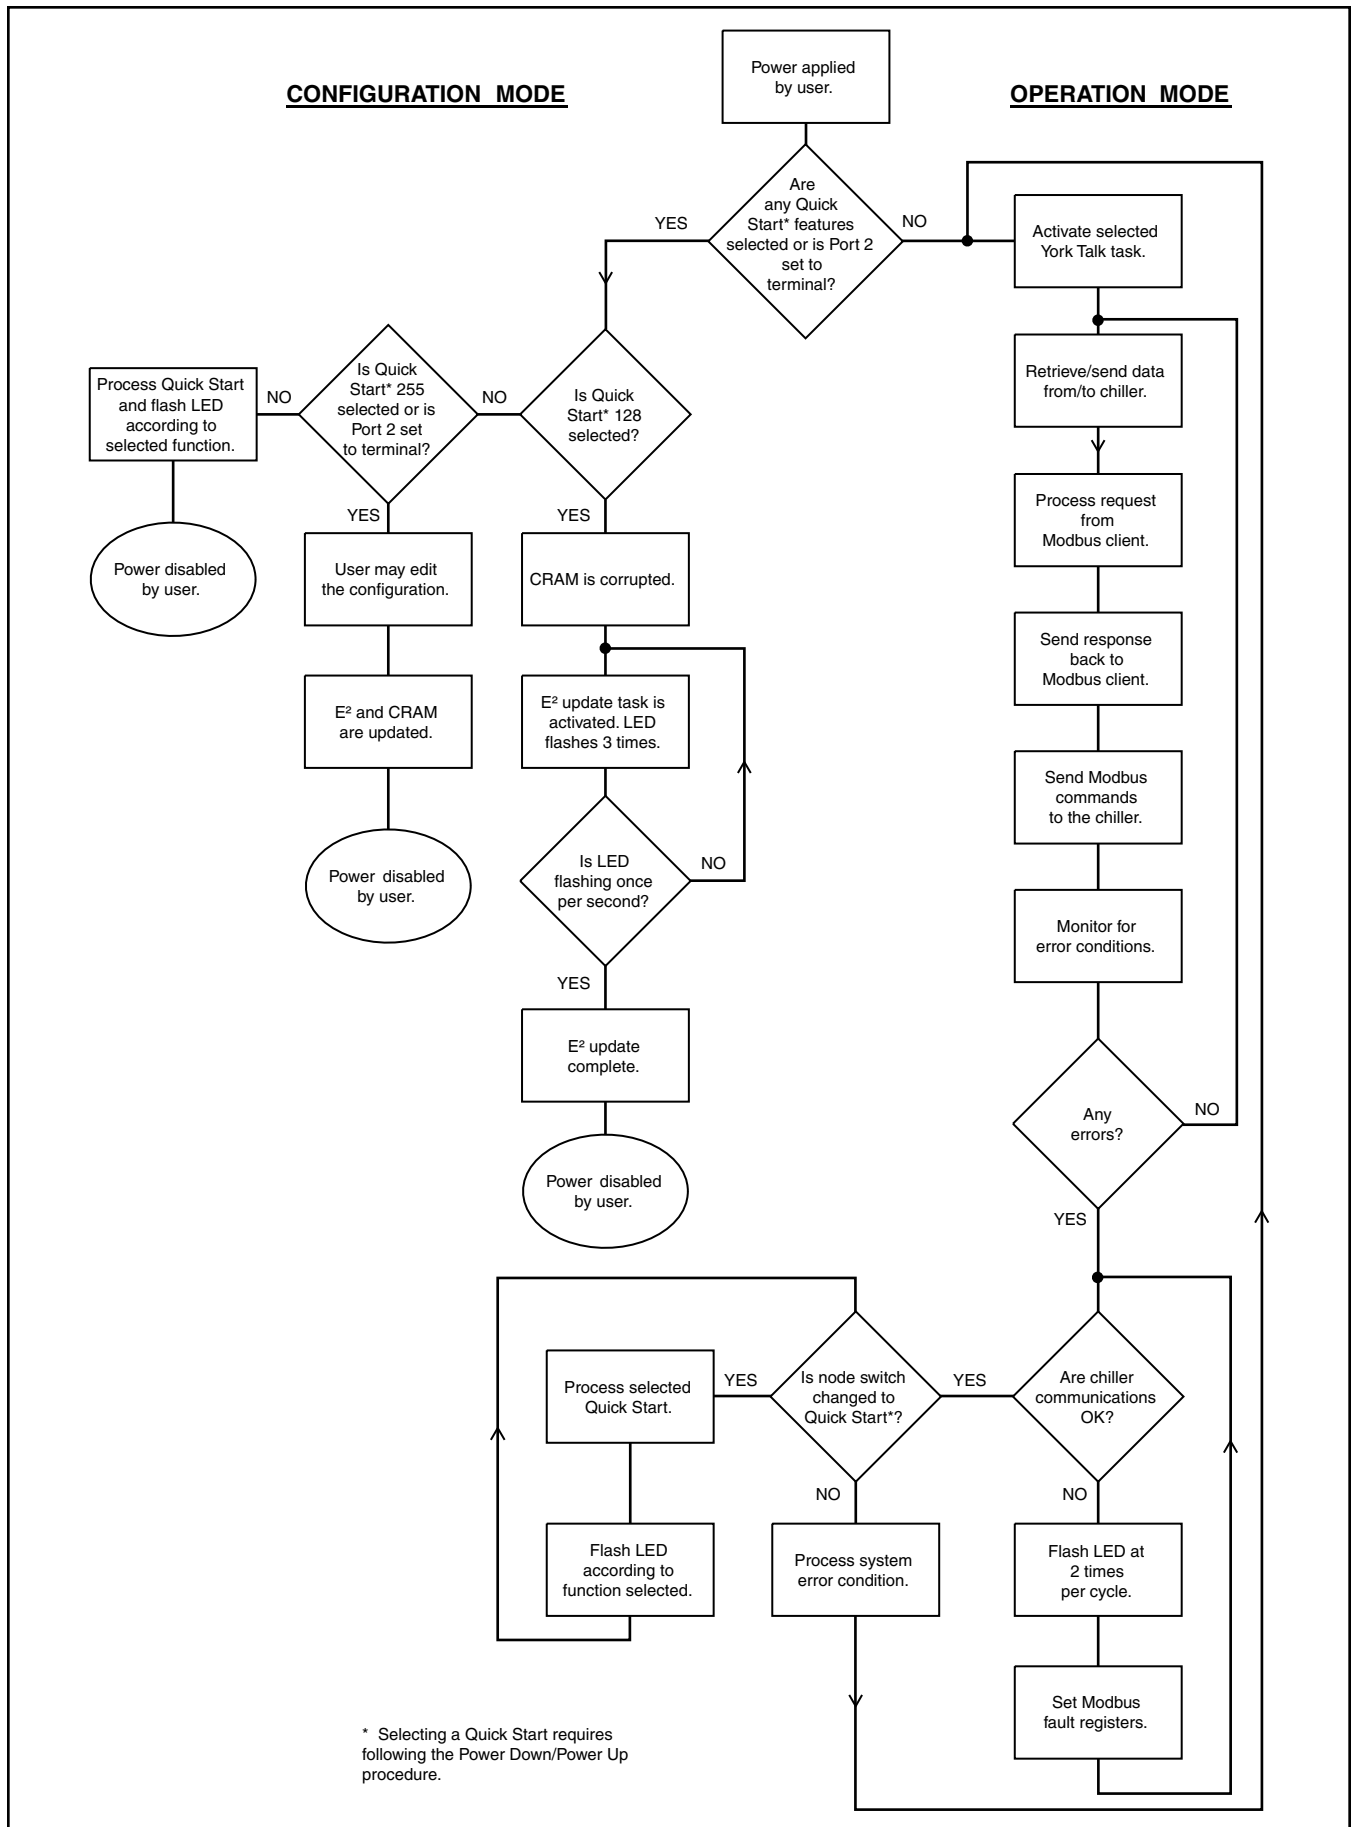 CONFIGURATION MODE
Power applied
by user.
OPERATION MODE
Are
any Quick
Start* features
selected or is Port 2
set to
terminal?
YES
NO
Activate selected
York Talk task.
Process Quick Start
and flash LED
according to
selected function.
NO
Is Quick
Start* 255
selected or is
Port 2 set
to terminal?
NO
Is Quick
Start* 128
selected?
Retrieve/send data
from/to chiller.
YES
YES
Process request
from
Modbus client.
Power disabled
by user.
User may edit
the configuration.
CRAM is corrupted.
Send response
back to
Modbus client.
E² and CRAM
are updated.
E² update task is
activated. LED
flashes 3 times.
Send Modbus
commands
to the chiller.
Power disabled
by user.
Is LED
flashing once
per second?
NO
Monitor for
error conditions.
YES
E² update
complete.
Any
errors?
NO
Power disabled
by user.
YES
Process selected
Quick Start.
YES
Is node switch
changed to
Quick Start*?
YES
Are chiller
communications
OK?
NO
NO
Flash LED
according to
function selected.
Process system
error condition.
Flash LED at
2 times
per cycle.
Set Modbus
fault registers.
* Selecting a Quick Start requires
following the Power Down/Power Up
procedure.